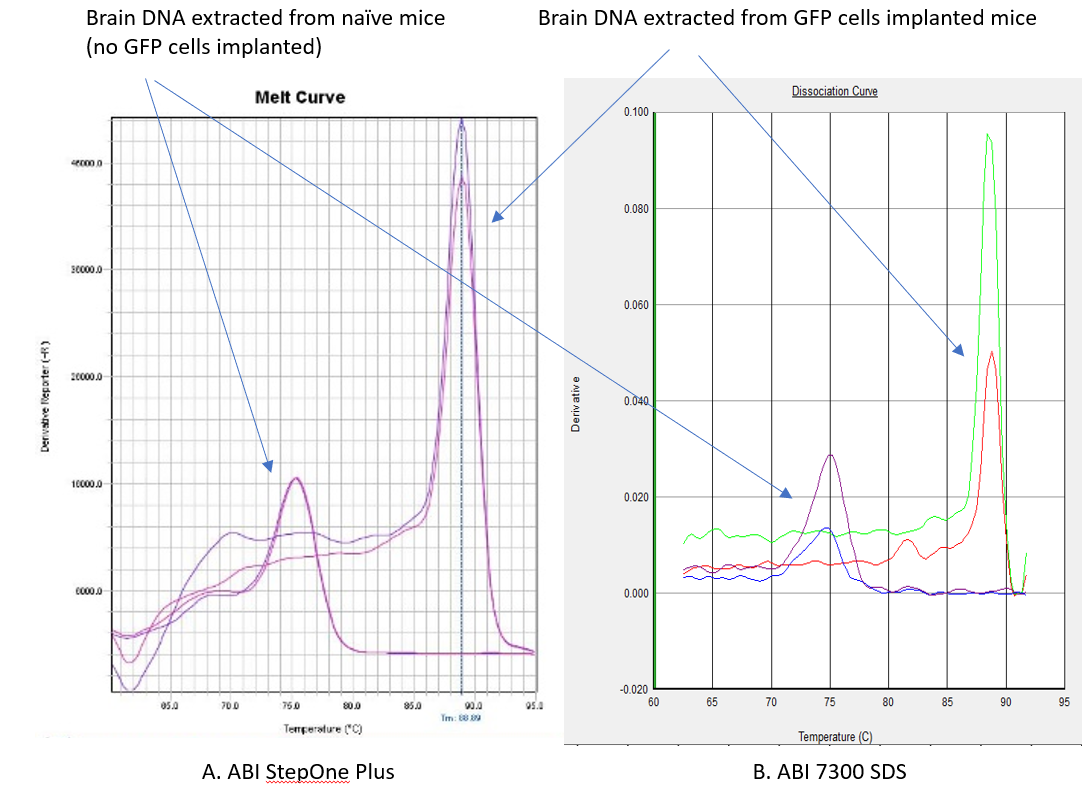 Brain DNA extracted from naïve mice
(no GFP cells implanted)
Brain DNA extracted from GFP cells implanted mice
Melt Curve
Derivative Reporter (-R')
30000.0
20000.0
10000.0
70.0
75.0
80.0
85.0
90.0
95.0
Tm: 88.89
Temperature (°C)
Dissociation Curve
Derivative
0.100
0.080
0.060
0.040
0.020
0.000
-0.020
60
65
70
75
80
85
90
95
Temperature (C)
A. ABI StepOne Plus
B. ABI 7300 SDS